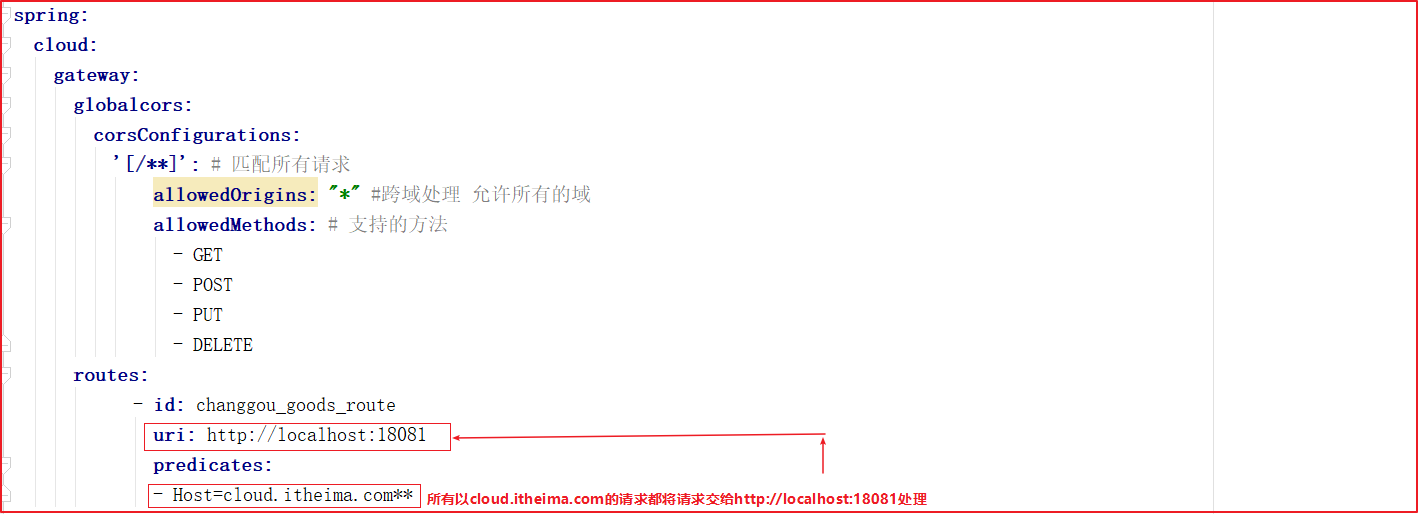 spring:
cloud:
gateway:
globalcors:
corsConfigurations:
'[/**]': # 匹配所有请求
allowedOrigins: "*" #跨域处理 允许所有的域
allowedMethods: # 支持的方法
- GET
- POST
- PUT
- DELETE
routes:
- id: changgou_goods_route
uri: http://localhost:18081
predicates:
- Host=cloud.itheima.com** 所有以cloud.itheima.com的请求都将请求交给http://localhost:18081处理